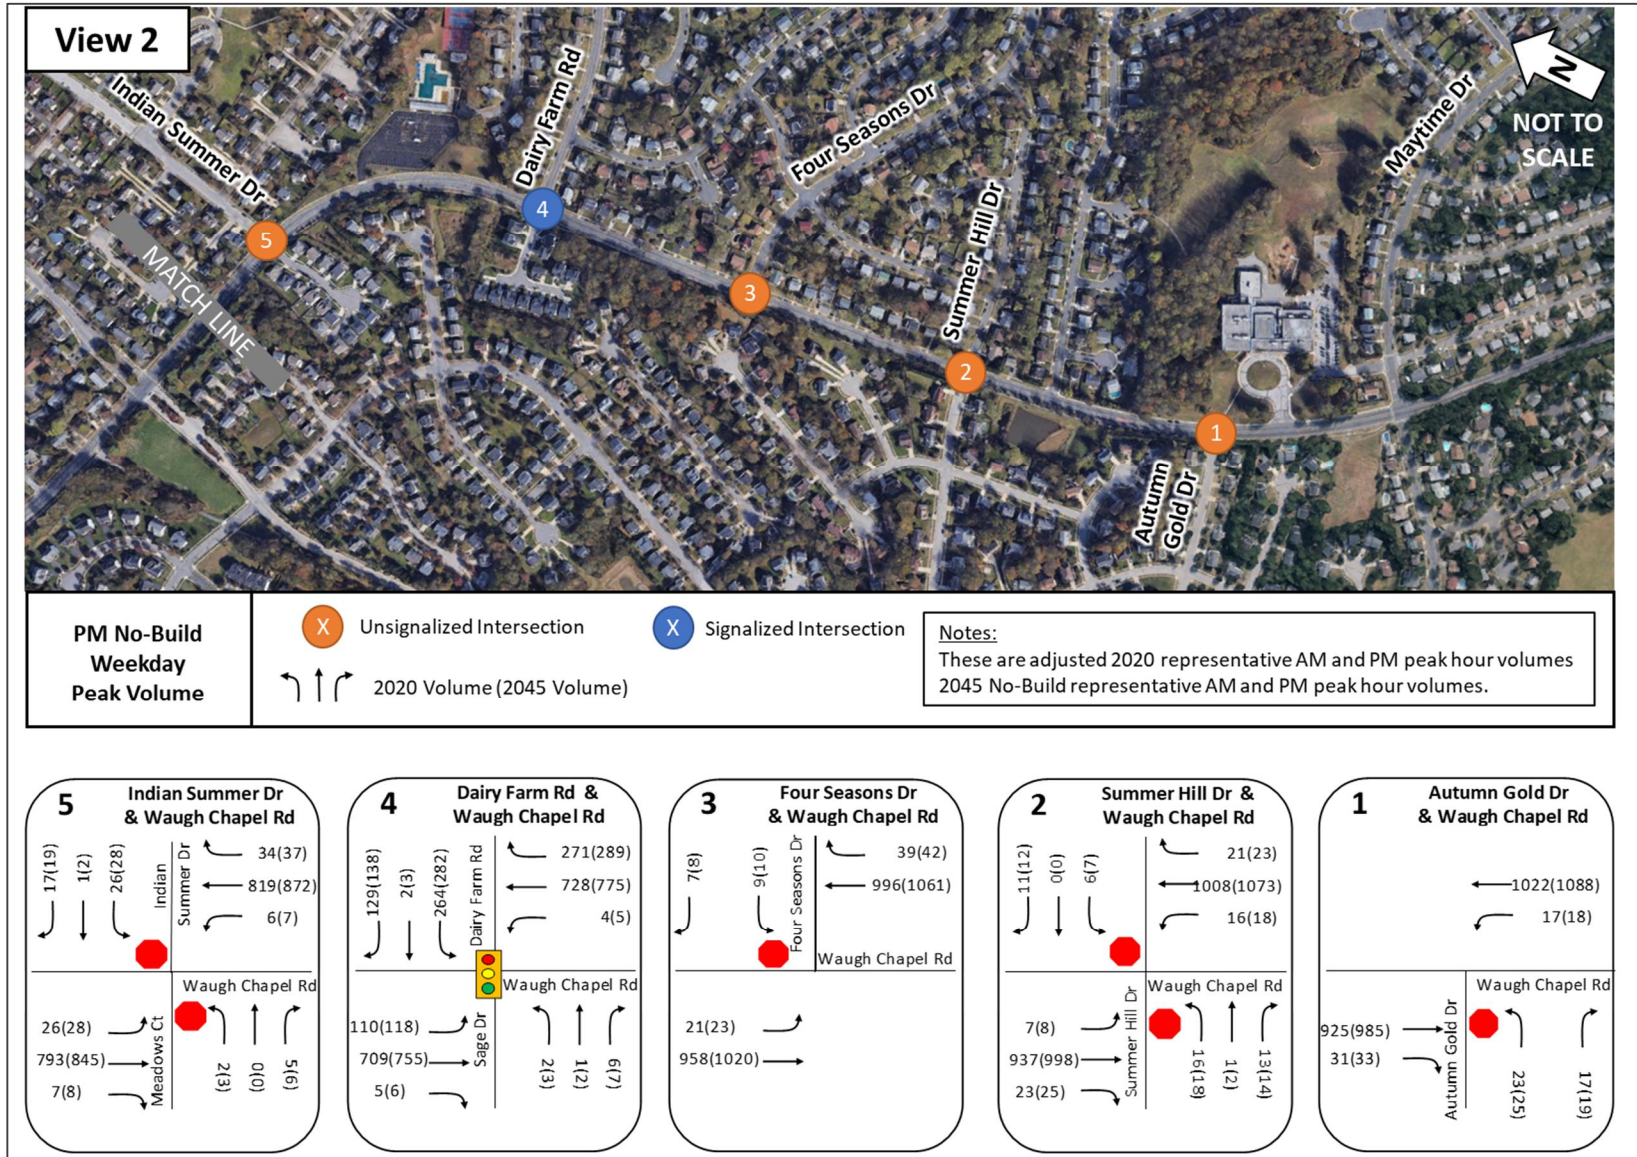 View 2
Indian Summer Dr
Dairy Farm Rd
Four Seasons Dr
Summer Hill Dr
Maytime Dr
N
NOT TO
SCALE
MATCH LINE
5
4
3
2
1
Autumn
Gold Dr
PM No-Build
Weekday
Peak Volume
X Unsignalized Intersection
X Signalized Intersection
2020 Volume (2045 Volume)
Notes:
These are adjusted 2020 representative AM and PM peak hour volumes
2045 No-Build representative AM and PM peak hour volumes.
5
Indian Summer Dr
& Waugh Chapel Rd
17(19)
1(2)
26(28)
Indian
Summer Dr
34(37)
819(872)
6(7)
Waugh Chapel Rd
26(28)
793(845)
7(8)
Meadows Ct
2(3)
0(0)
5(6)
4
Dairy Farm Rd &
Waugh Chapel Rd
129(138)
2(3)
264(282)
Dairy Farm Rd
271(289)
728(775)
4(5)
Waugh Chapel Rd
110(118)
709(755)
5(6)
Sage Dr
2(3)
1(2)
6(7)
3
Four Seasons Dr
& Waugh Chapel Rd
7(8)
9(10)
Four Seasons Dr
39(42)
996(1061)
Waugh Chapel Rd
21(23)
958(1020)
2
Summer Hill Dr &
Waugh Chapel Rd
11(12)
0(0)
6(7)
21(23)
1008(1073)
16(18)
Waugh Chapel Rd
7(8)
937(998)
23(25)
Summer Hill Dr
16(18)
1(2)
13(14)
1
Autumn Gold Dr
& Waugh Chapel Rd
1022(1088)
17(18)
Waugh Chapel Rd
925(985)
31(33)
Autumn Gold Dr
23(25)
17(19)